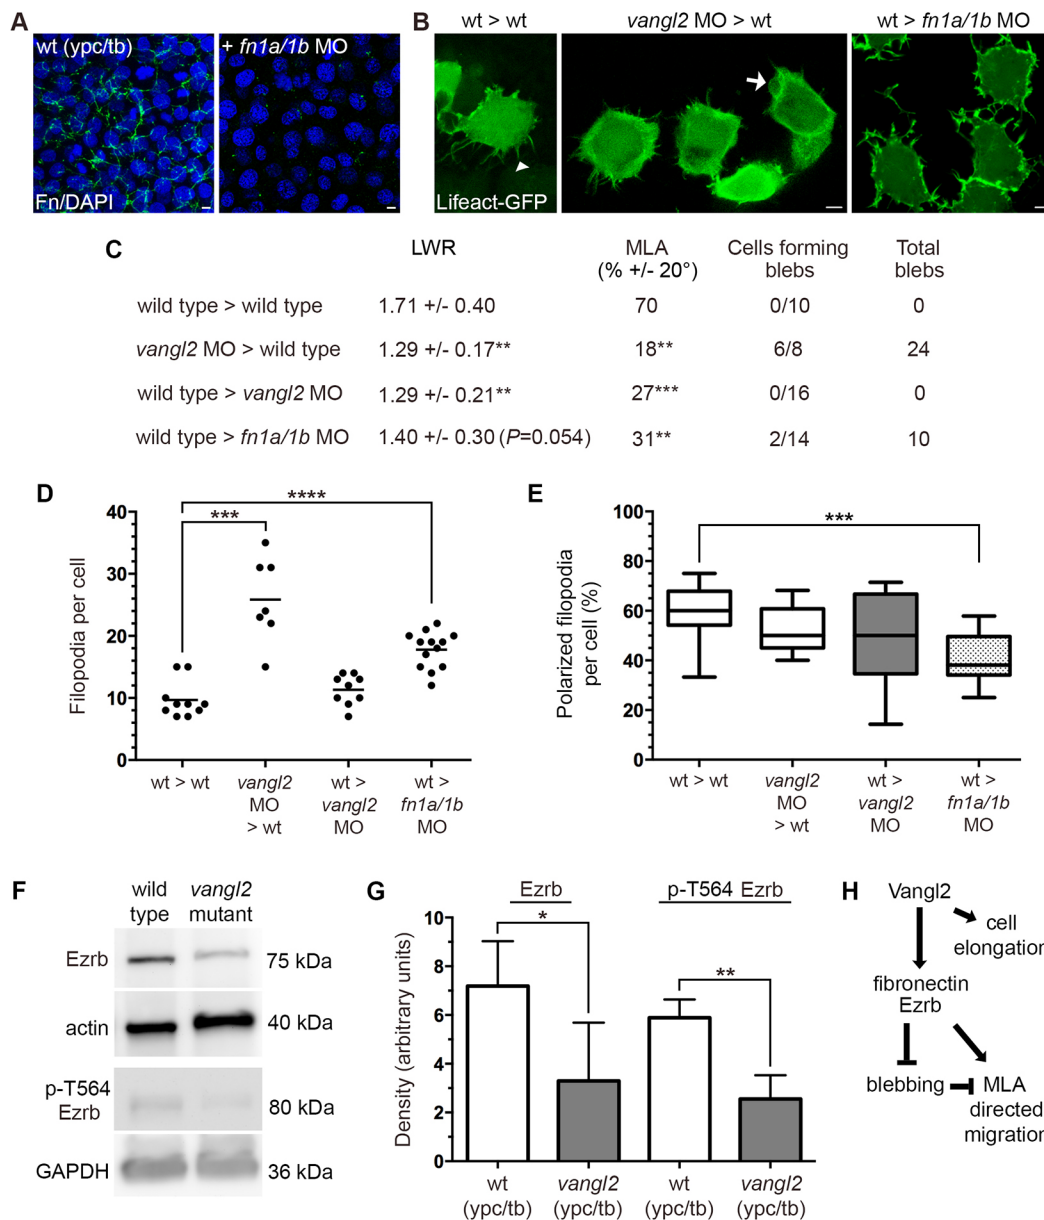 A
wt (ypc/tb)
+ fn1a/1b MO
Fn/DAPI
B
wt > wt
vangl2 MO > wt
wt > fn1a/1b MO
Lifeact-GFP
C
LWR
MLA
(% +/- 20°)
Cells forming
blebs
Total
blebs
wild type > wild type 1.71 +/- 0.40 70 0/10 0
vangl2 MO > wild type 1.29 +/- 0.17** 18** 6/8 24
wild type > vangl2 MO 1.29 +/- 0.21** 27*** 0/16 0
wild type > fn1a/1b MO 1.40 +/- 0.30 (P=0.054) 31** 2/14 10
D
Filopodia per cell
40
30
20
10
0
****
***
wt > wt
vangl2
MO
> wt
wt >
vangl2
MO
wt >
fn1a/1b
MO
E
Polarized filopodia
per cell (%)
100
80
60
40
20
0
***
wt > wt
vangl2
MO
> wt
wt >
vangl2
MO
wt >
fn1a/1b
MO
F
wild
type
vangl2
mutant
Ezrb 75 kDa
actin 40 kDa
p-T564
Ezrb
80 kDa
GAPDH 36 kDa
G
Ezrb
p-T564 Ezrb
Density (arbitrary units)
10
8
6
4
2
0
*
**
wt
(ypc/tb)
vangl2
(ypc/tb)
wt
(ypc/tb)
vangl2
(ypc/tb)
H
Vangl2
cell
elongation
fibronectin
Ezrb
blebbing
MLA
directed
migration